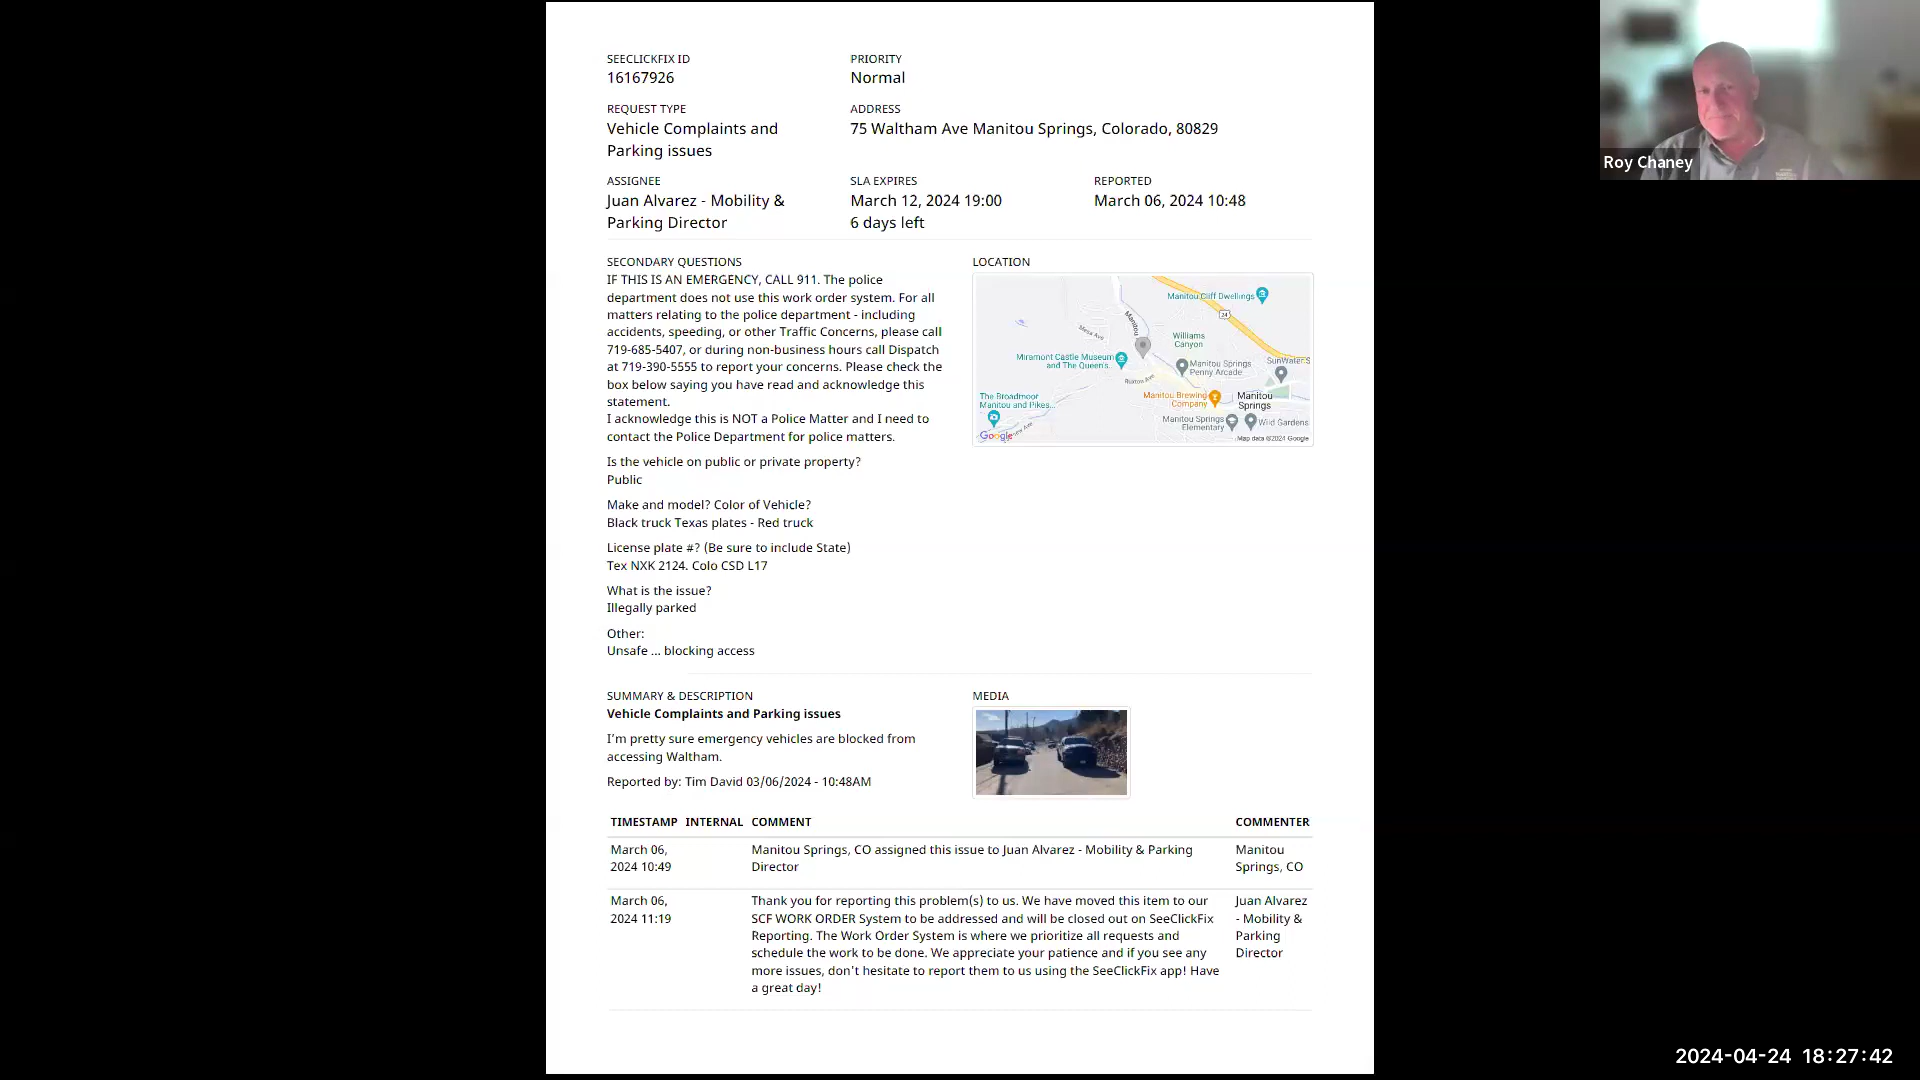 SEECLICKFIX ID
16167926
PRIORITY
Normal
REQUEST TYPE
Vehicle Complaints and
Parking issues
ADDRESS
75 Waltham Ave Manitou Springs, Colorado, 80829
ASSIGNEE
Juan Alvarez - Mobility &
Parking Director
SLA EXPIRES
March 12, 2024 19:00
6 days left
REPORTED
March 06, 2024 10:48
SECONDARY QUESTIONS
IF THIS IS AN EMERGENCY, CALL 911. The police
department does not use this work order system. For all
matters relating to the police department - including
accidents, speeding, or other Traffic Concerns, please call
719-685-5407, or during non-business hours call Dispatch
at 719-390-5555 to report your concerns. Please check the
box below saying you have read and acknowledge this
statement.
I acknowledge this is NOT a Police Matter and I need to
contact the Police Department for police matters.
Is the vehicle on public or private property?
Public
Make and model? Color of Vehicle?
Black truck Texas plates - Red truck
License plate #? (Be sure to include State)
Tex NXK 2124. Colo CSD L17
What is the issue?
Illegally parked
Other:
Unsafe ... blocking access
LOCATION
Manitou Cliff Dwellings
24
Manitou
Mesa Ave
Williams
Canyon
Miramont Castle Museum
and The Queen's...
Manitou Springs
Penny Arcade
SunWater S
Ruxton Ave
The Broadmoor
Manitou and Pikes...
Manitou Brewing
Company
Manitou
Springs
Manitou Springs
Elementary
Wild Gardens
Google
Map data ©2024 Google
SUMMARY & DESCRIPTION
Vehicle Complaints and Parking issues
I'm pretty sure emergency vehicles are blocked from
accessing Waltham.
Reported by: Tim David 03/06/2024 - 10:48AM
MEDIA
TIMESTAMP INTERNAL COMMENT COMMENTER
March 06,
2024 10:49
Manitou Springs, CO assigned this issue to Juan Alvarez - Mobility & Parking
Director
Manitou
Springs, CO
March 06,
2024 11:19
Thank you for reporting this problem(s) to us. We have moved this item to our
SCF WORK ORDER System to be addressed and will be closed out on SeeClickFix
Reporting. The Work Order System is where we prioritize all requests and
schedule the work to be done. We appreciate your patience and if you see any
more issues, don't hesitate to report them to us using the SeeClickFix app! Have
a great day!
Juan Alvarez
- Mobility &
Parking
Director
Roy Chaney
2024-04-24 18:27:42